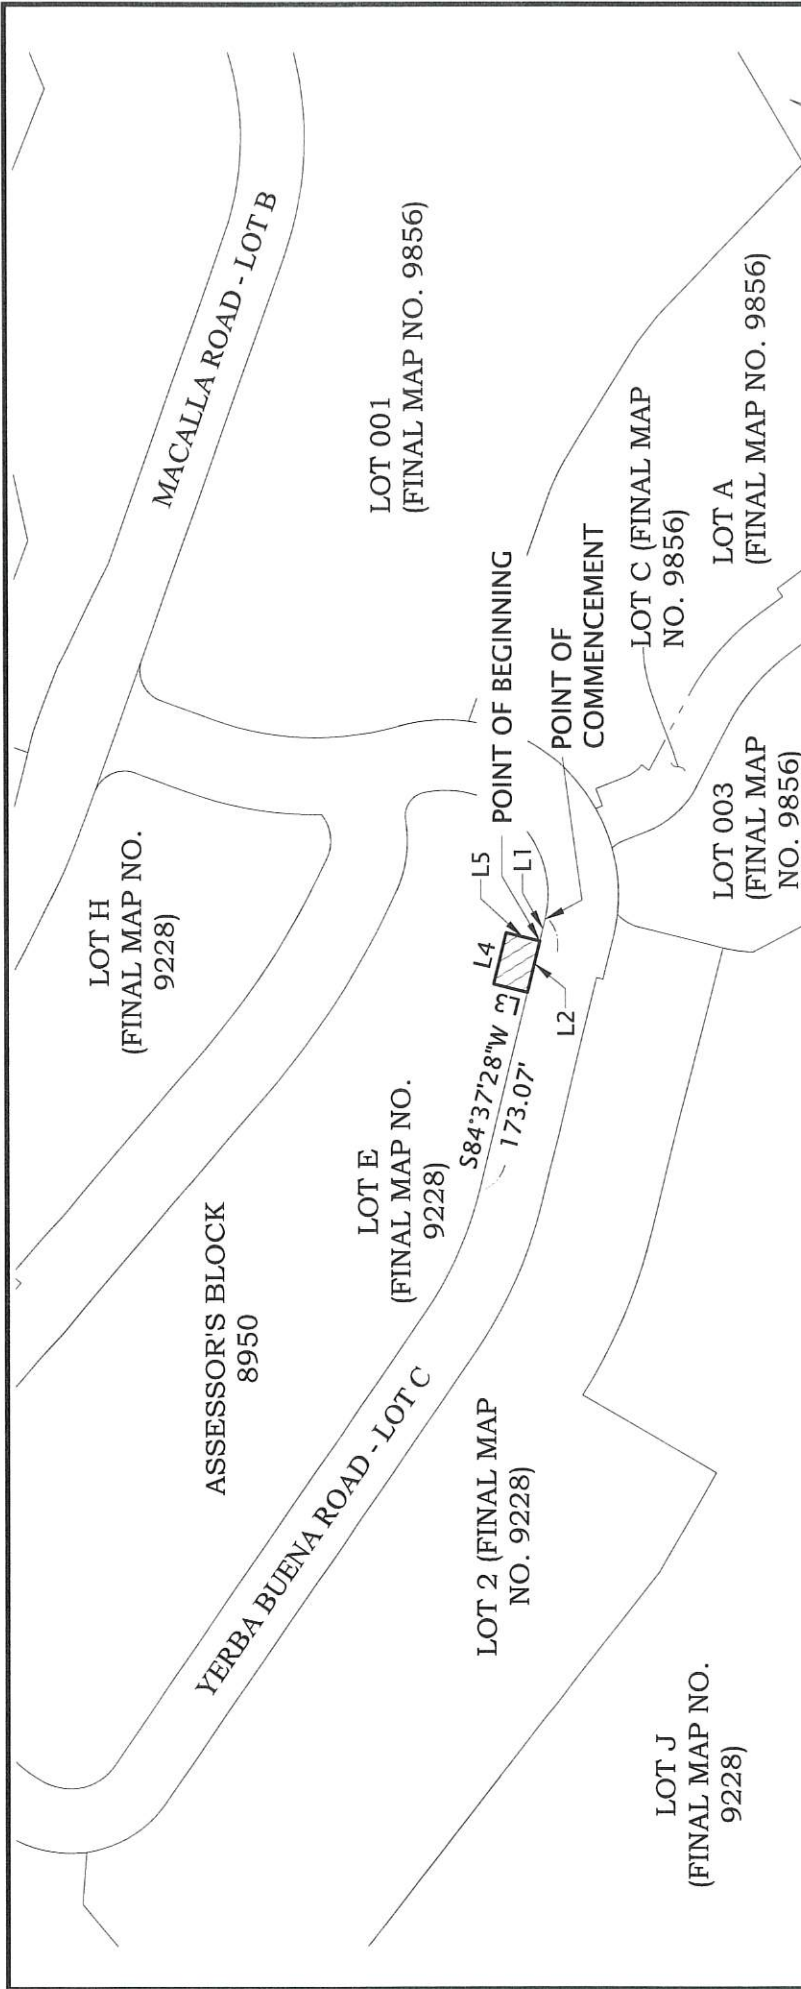 MACALLA ROAD - LOT B
LOT 001
(FINAL MAP NO. 9856)
LOT H
(FINAL MAP NO.
9228)
POINT OF BEGINNING
POINT OF
COMMENCEMENT
LOT C (FINAL MAP
NO. 9856)
LOT A
(FINAL MAP NO. 9856)
LOT 003
(FINAL MAP
NO. 9856)
L5
L1
L4
L3
L2
S84°37'28"W
173.07'
LOT E
(FINAL MAP NO.
9228)
ASSESSOR'S BLOCK
8950
YERBA BUENA ROAD - LOT C
LOT 2 (FINAL MAP
NO. 9228)
LOT J
(FINAL MAP NO.
9228)